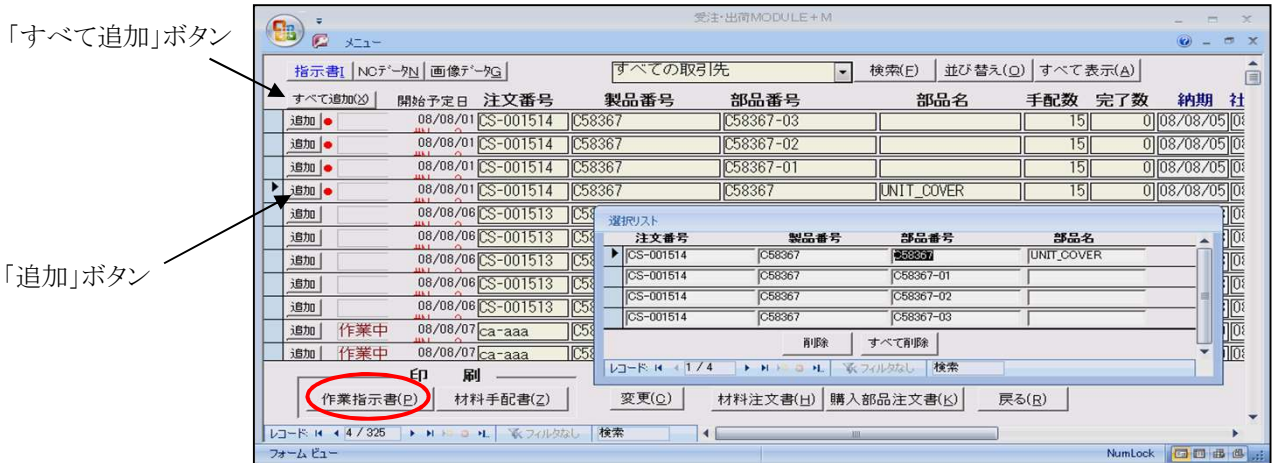 「すべて追加」ボタン
「追加」ボタン
受注・出荷MODULE+M
メニュー
指示書I NCデータN 画像データG すべての取引先 検索(F) 並び替え(O) すべて表示(A)
すべて追加(X) 開始予定日 注文番号 製品番号 部品番号 部品名 手配数 完了数 納期
追加 08/08/01 CS-001514 C58367 C58367-03 15 0 08/08/05
追加 08/08/01 CS-001514 C58367 C58367-02 15 0 08/08/05
追加 08/08/01 CS-001514 C58367 C58367-01 15 0 08/08/05
追加 08/08/01 CS-001514 C58367 C58367 UNIT_COVER 15 0 08/08/05
追加 08/08/06 CS-001513
追加 08/08/06 CS-001513
追加 08/08/06 CS-001513
追加 08/08/06 CS-001513
追加 08/08/06 CS-001513
追加 作業中 08/08/07 ca-aaa
追加 作業中 08/08/07 ca-aaa
選択リスト
注文番号 製品番号 部品番号 部品名
CS-001514 C58367 C58367 UNIT_COVER
CS-001514 C58367 C58367-01
CS-001514 C58367 C58367-02
CS-001514 C58367 C58367-03
削除 すべて削除
レコード: 1 / 4 フィルタなし 検索
印 刷
作業指示書(P) 材料手配書(Z) 変更(C) 材料注文書(H) 購入部品注文書(K) 戻る(R)
レコード: 4 / 325 フィルタなし 検索
フォーム ビュー NumLock